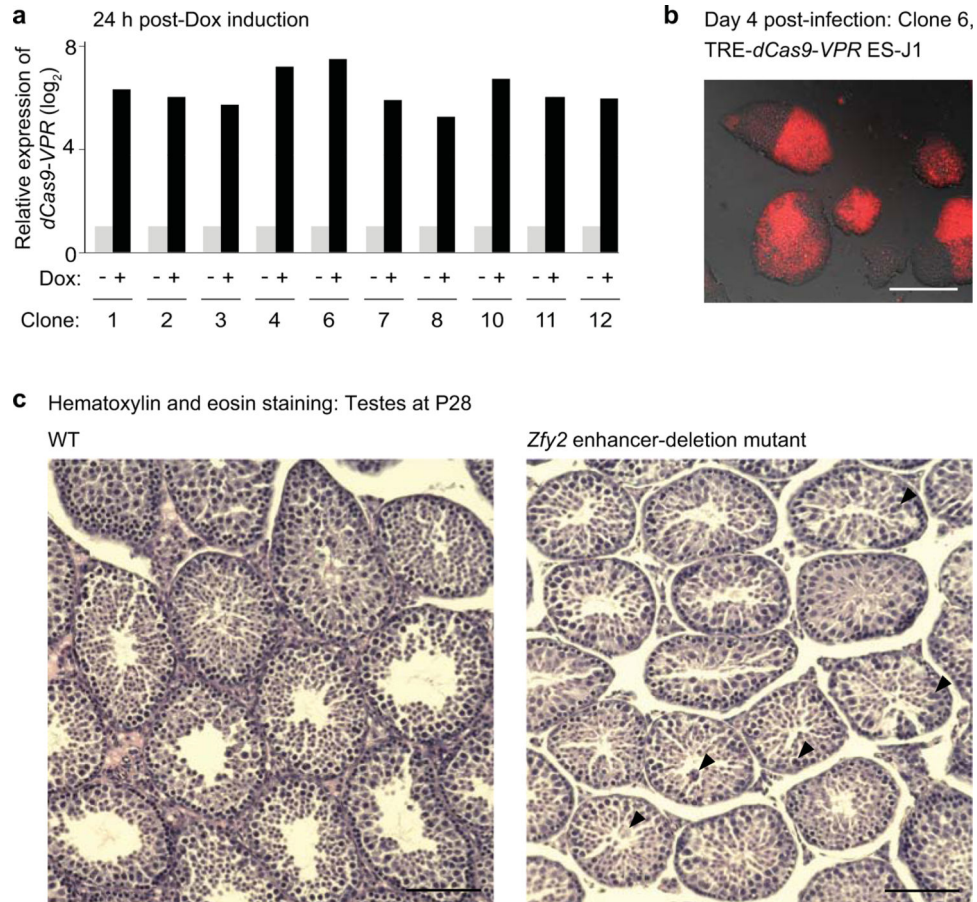 a 24 h post-Dox induction
Relative expression of
dCas9-VPR (log₂)
8
4
0
Dox: - + - + - + - + - + - + - + - + - + - +
Clone: 1 2 3 4 6 7 8 10 11 12
b Day 4 post-infection: Clone 6,
TRE-dCas9-VPR ES-J1
c Hematoxylin and eosin staining: Testes at P28
WT
Zfy2 enhancer-deletion mutant